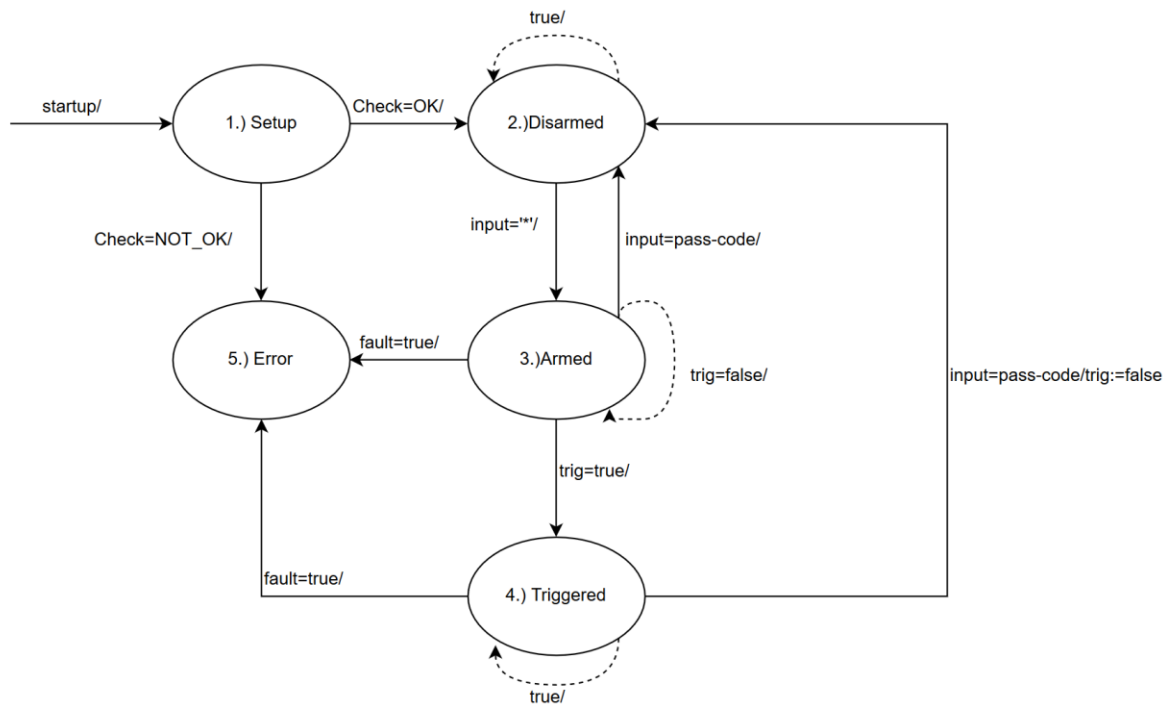 true/
startup/
1.) Setup
Check=OK/
2.)Disarmed
Check=NOT_OK/
input='*'/
input=pass-code/
5.) Error
fault=true/
3.)Armed
trig=false/
input=pass-code/trig:=false
trig=true/
fault=true/
4.) Triggered
true/